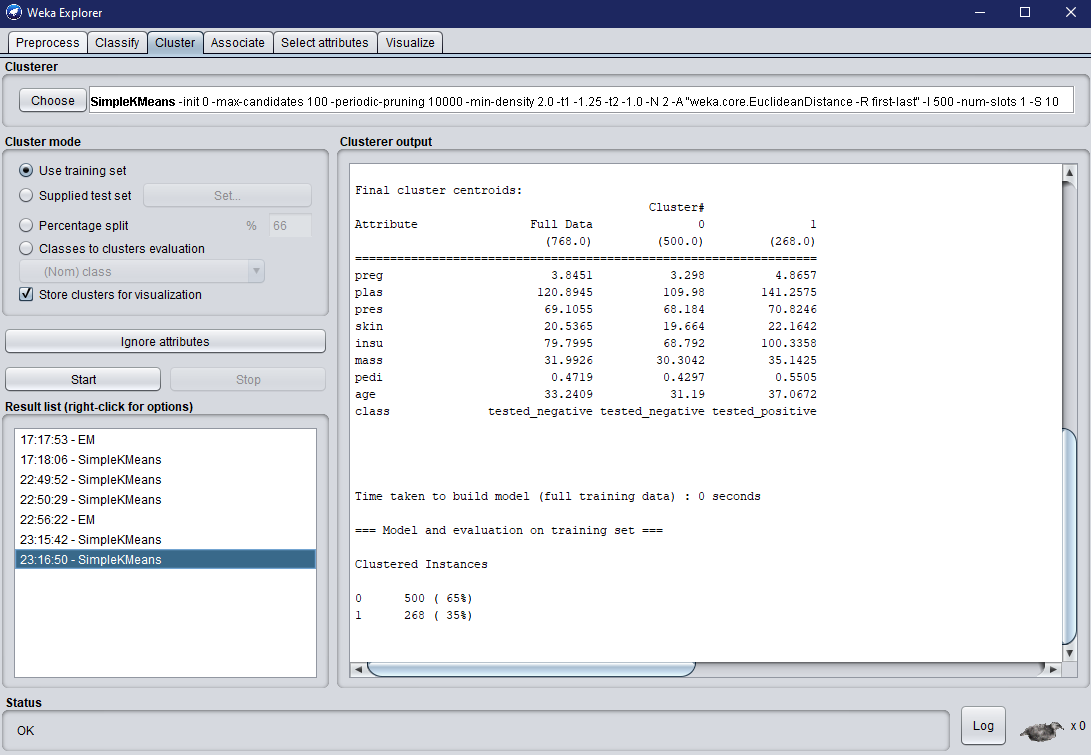 Weka Explorer
Preprocess Classify Cluster Associate Select attributes Visualize
Clusterer
Choose SimpleKMeans -init 0 -max-candidates 100 -periodic-pruning 10000 -min-density 2.0 -t1 -1.25 -t2 -1.0 -N 2 -A "weka.core.EuclideanDistance -R first-last" -I 500 -num-slots 1 -S 10
Cluster mode
Use training set
Supplied test set Set...
Percentage split % 66
Classes to clusters evaluation
(Nom) class
Store clusters for visualization
Ignore attributes
Start Stop
Result list (right-click for options)
17:17:53 - EM
17:18:06 - SimpleKMeans
22:49:52 - SimpleKMeans
22:50:29 - SimpleKMeans
22:56:22 - EM
23:15:42 - SimpleKMeans
23:16:50 - SimpleKMeans
Clusterer output
Final cluster centroids:
Cluster#
Attribute Full Data 0 1
(768.0) (500.0) (268.0)
===================================================================
preg 3.8451 3.298 4.8657
plas 120.8945 109.98 141.2575
pres 69.1055 68.184 70.8246
skin 20.5365 19.664 22.1642
insu 79.7995 68.792 100.3358
mass 31.9926 30.3042 35.1425
pedi 0.4719 0.4297 0.5505
age 33.2409 31.19 37.0672
class tested_negative tested_negative tested_positive
Time taken to build model (full training data) : 0 seconds
=== Model and evaluation on training set ===
Clustered Instances
0 500 ( 65%)
1 268 ( 35%)
Status
OK
Log x 0